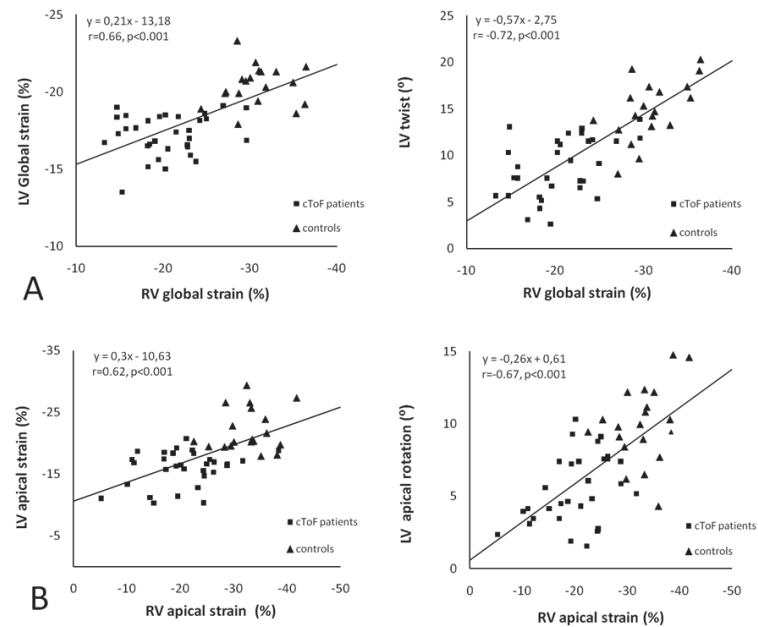 y = 0,21x - 13,18
r=0.66, p<0.001
LV Global strain (%)
-25
-20
-15
-10
cToF patients
controls
-10
-20
-30
-40
RV global strain (%)
A
y = -0,57x - 2,75
r= -0.72, p<0.001
LV twist (º)
25
20
15
10
5
0
cToF patients
controls
-10
-20
-30
-40
RV global strain (%)
y = 0,3x - 10,63
r=0.62, p<0.001
LV apical strain (%)
-35
-25
-15
-5
cToF patients
controls
0
-10
-20
-30
-40
-50
RV apical strain (%)
B
y = -0,26x + 0,61
r=-0.67, p<0.001
LV apical rotation (º)
15
10
5
0
cToF patients
controls
0
-10
-20
-30
-40
-50
RV apical strain (%)